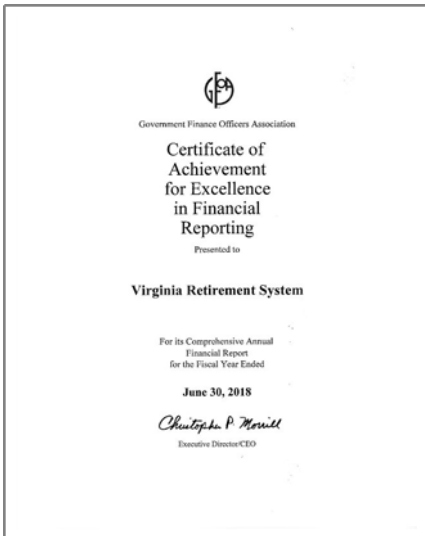 GFOA
Government Finance Officers Association
Certificate of
Achievement
for Excellence
in Financial
Reporting
Presented to
Virginia Retirement System
For its Comprehensive Annual
Financial Report
for the Fiscal Year Ended
June 30, 2018
Christopher P. Morrill
Executive Director/CEO